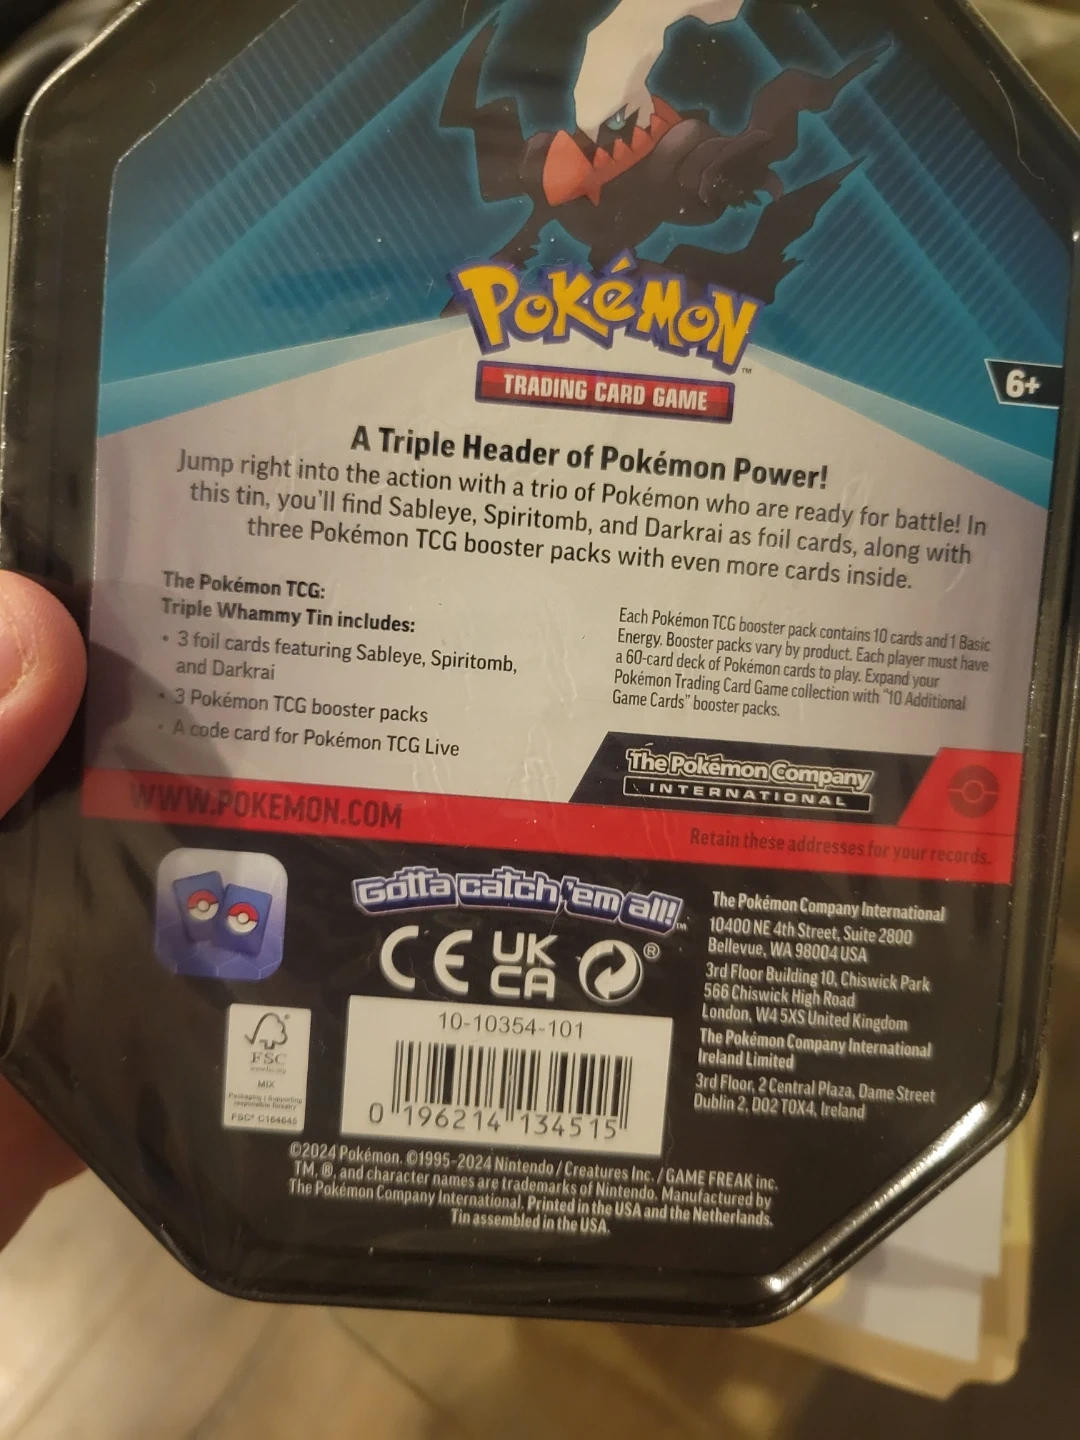 POKéMON
™
TRADING CARD GAME
6+
A Triple Header of Pokémon Power!
Jump right into the action with a trio of Pokémon who are ready for battle! In
this tin, you'll find Sableye, Spiritomb, and Darkrai as foil cards, along with
three Pokémon TCG booster packs with even more cards inside.
The Pokémon TCG:
Triple Whammy Tin includes:
• 3 foil cards featuring Sableye, Spiritomb,
and Darkrai
• 3 Pokémon TCG booster packs
• A code card for Pokémon TCG Live
Each Pokémon TCG booster pack contains 10 cards and 1 Basic
Energy. Booster packs vary by product. Each player must have
a 60-card deck of Pokémon cards to play. Expand your
Pokémon Trading Card Game collection with "10 Additional
Game Cards" booster packs.
The Pokémon Company
INTERNATIONAL
WWW.POKEMON.COM
Retain these addresses for your records.
Gotta catch 'em all!™
CE UK
CA
®
The Pokémon Company International
10400 NE 4th Street, Suite 2800
Bellevue, WA 98004 USA
3rd Floor Building 10, Chiswick Park
566 Chiswick High Road
London, W4 5XS United Kingdom
The Pokémon Company International
Ireland Limited
3rd Floor, 2 Central Plaza, Dame Street
Dublin 2, D02 T0X4, Ireland
FSC
www.fsc.org
MIX
Packaging | Supporting
responsible forestry
FSC® C164645
10-10354-101
0 196214 134515
©2024 Pokémon. ©1995–2024 Nintendo / Creatures Inc. / GAME FREAK inc.
TM, ®, and character names are trademarks of Nintendo. Manufactured by
The Pokémon Company International. Printed in the USA and the Netherlands.
Tin assembled in the USA.